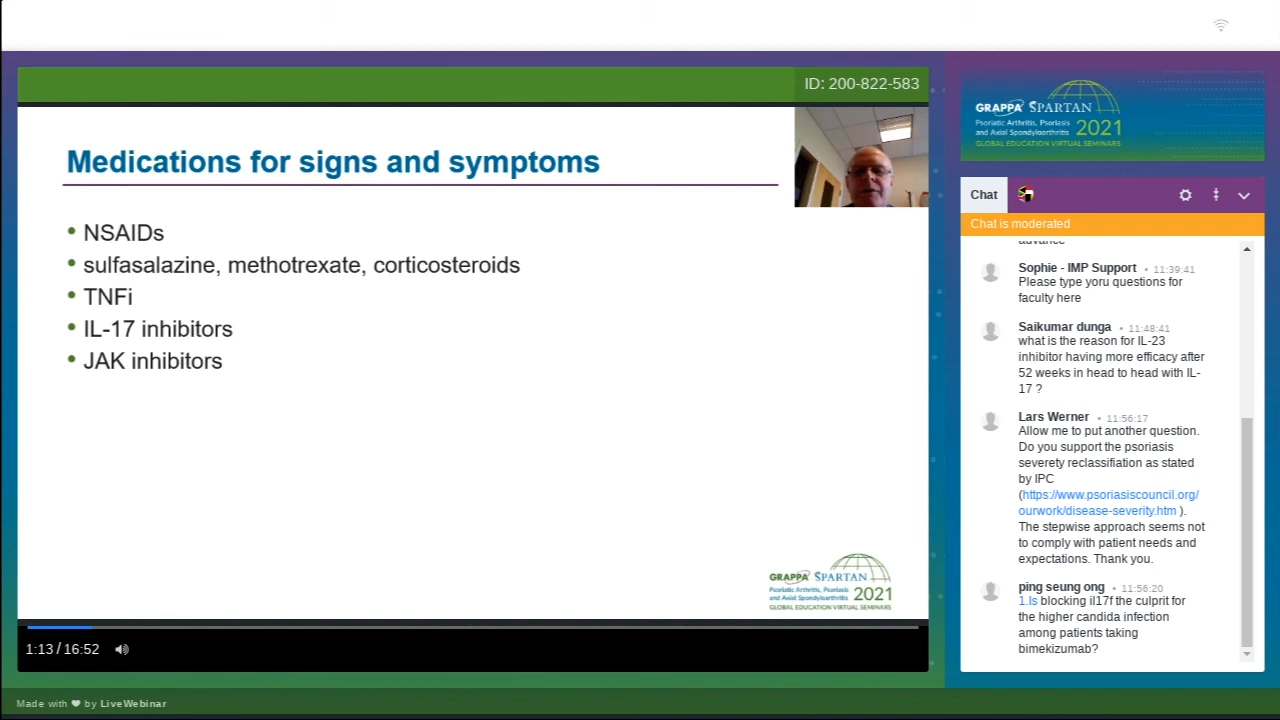 ID: 200-822-583
Medications for signs and symptoms
• NSAIDs
• sulfasalazine, methotrexate, corticosteroids
• TNFi
• IL-17 inhibitors
• JAK inhibitors
GRAPPA SPARTAN
Psoriatic Arthritis, Psoriasis
and Axial Spondyloarthritis 2021
GLOBAL EDUCATION VIRTUAL SEMINARS
1:13 / 16:52
Made with ❤ by LiveWebinar
GRAPPA SPARTAN
Psoriatic Arthritis, Psoriasis
and Axial Spondyloarthritis 2021
GLOBAL EDUCATION VIRTUAL SEMINARS
Chat
Chat is moderated
advance
Sophie - IMP Support • 11:39:41
Please type yoru questions for
faculty here
Saikumar dunga • 11:48:41
what is the reason for IL-23
inhibitor having more efficacy after
52 weeks in head to head with IL-
17 ?
Lars Werner • 11:56:17
Allow me to put another question.
Do you support the psoriasis
severety reclassifiation as stated
by IPC
(https://www.psoriasiscouncil.org/
ourwork/disease-severity.htm ).
The stepwise approach seems not
to comply with patient needs and
expectations. Thank you.
ping seung ong • 11:56:20
1.Is blocking il17f the culprit for
the higher candida infection
among patients taking
bimekizumab?